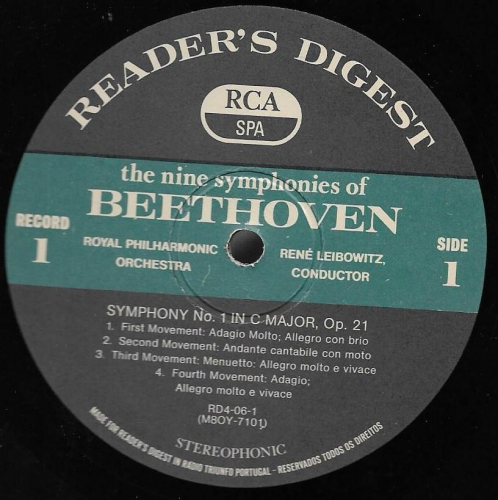 READER'S DIGEST
RCA
SPA
the nine symphonies of
BEETHOVEN
RECORD
1
ROYAL PHILHARMONIC
ORCHESTRA
RENÉ LEIBOWITZ,
CONDUCTOR
SIDE
1
SYMPHONY No. 1 IN C MAJOR, Op. 21
1. First Movement: Adagio Molto; Allegro con brio
2. Second Movement: Andante cantabile con moto
3. Third Movement: Menuetto; Allegro molto e vivace
4. Fourth Movement: Adagio;
Allegro molto e vivace
RD4-06-1
(M8OY-7101)
STEREOPHONIC
MADE FOR READER'S DIGEST IN RADIO TRIUNFO PORTUGAL - RESERVADOS TODOS OS DIREITOS